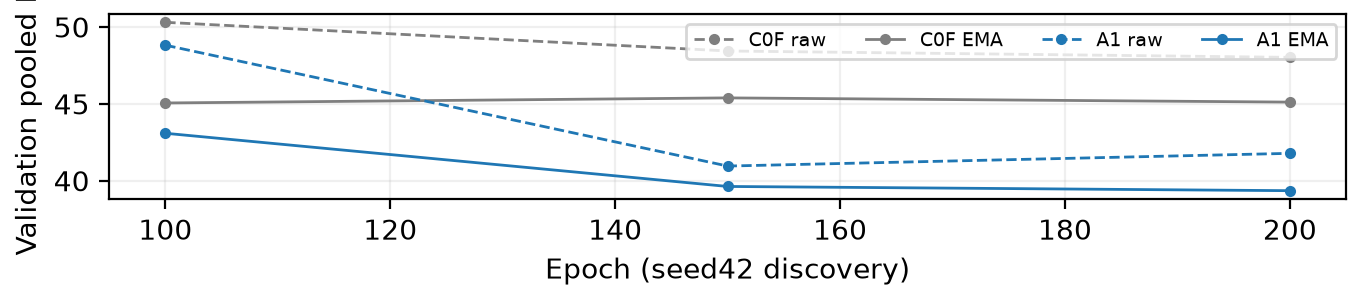 Validation pooled
50
45
40
C0F raw
C0F EMA
A1 raw
A1 EMA
100
120
140
160
180
200
Epoch (seed42 discovery)